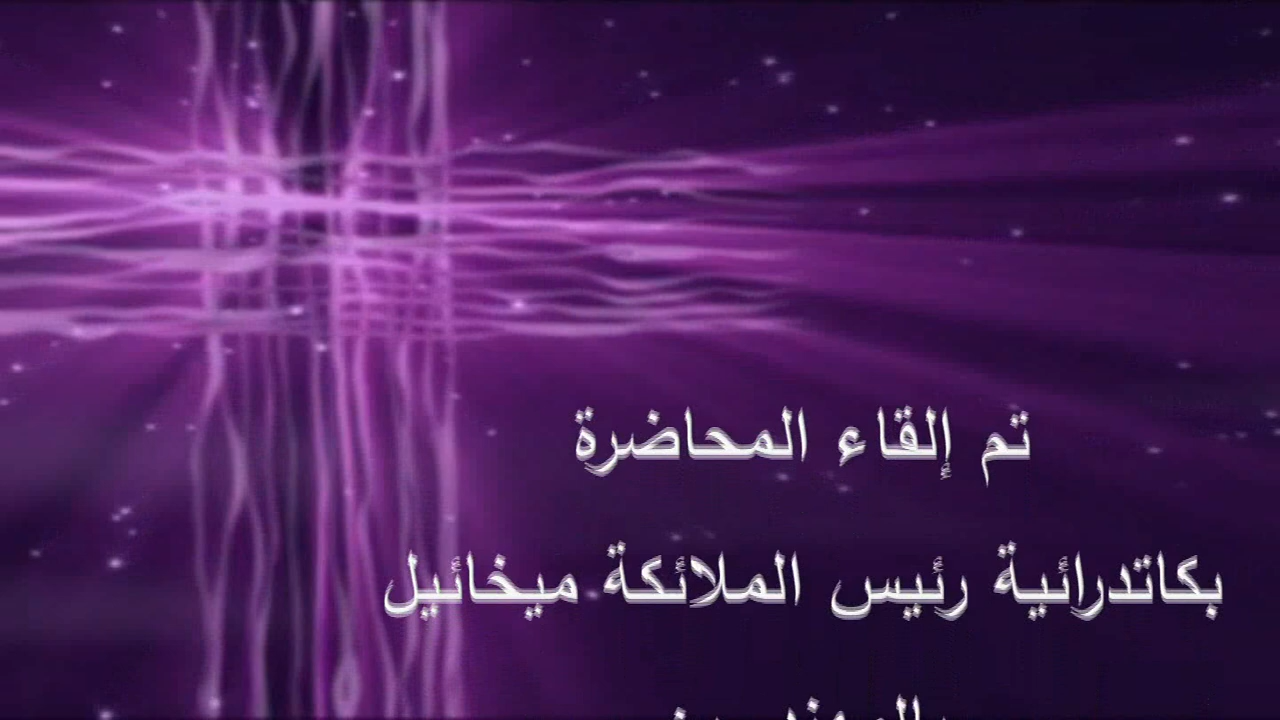 تم إلقاء المحاضرة
بكاتدرائية رئيس الملائكة ميخائيل